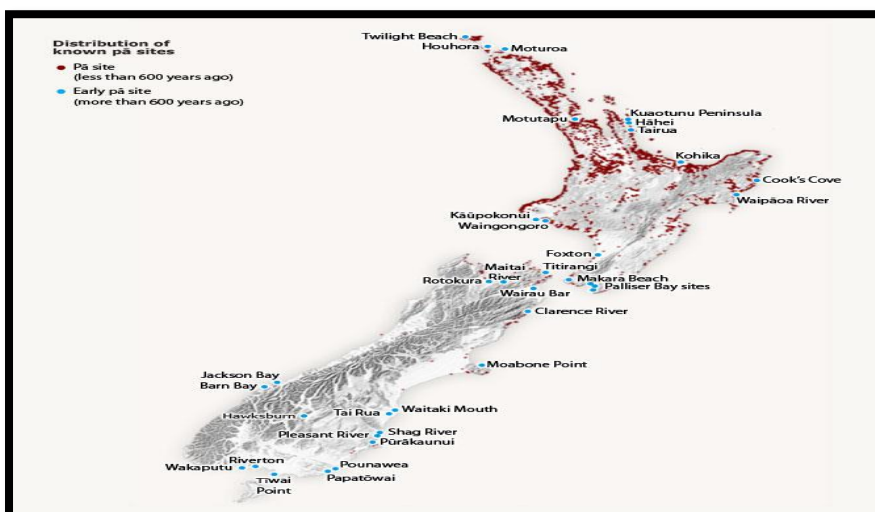 Distribution of
known pā sites
Pā site
(less than 600 years ago)
Early pā site
(more than 600 years ago)
Twilight Beach
Houhora
Moturoa
Motutapu
Kuaotunu Peninsula
Hāhei
Tairua
Kohika
Cook's Cove
Waipāoa River
Kāūpokonui
Waingongoro
Foxton
Titirangi
Maitai
River
Rotokura
Makara Beach
Palliser Bay sites
Wairau Bar
Clarence River
Moabone Point
Jackson Bay
Barn Bay
Hawksburn
Tai Rua
Waitaki Mouth
Shag River
Pleasant River
Pūrākaunui
Riverton
Wakaputu
Tīwai
Point
Pounawea
Papatōwai